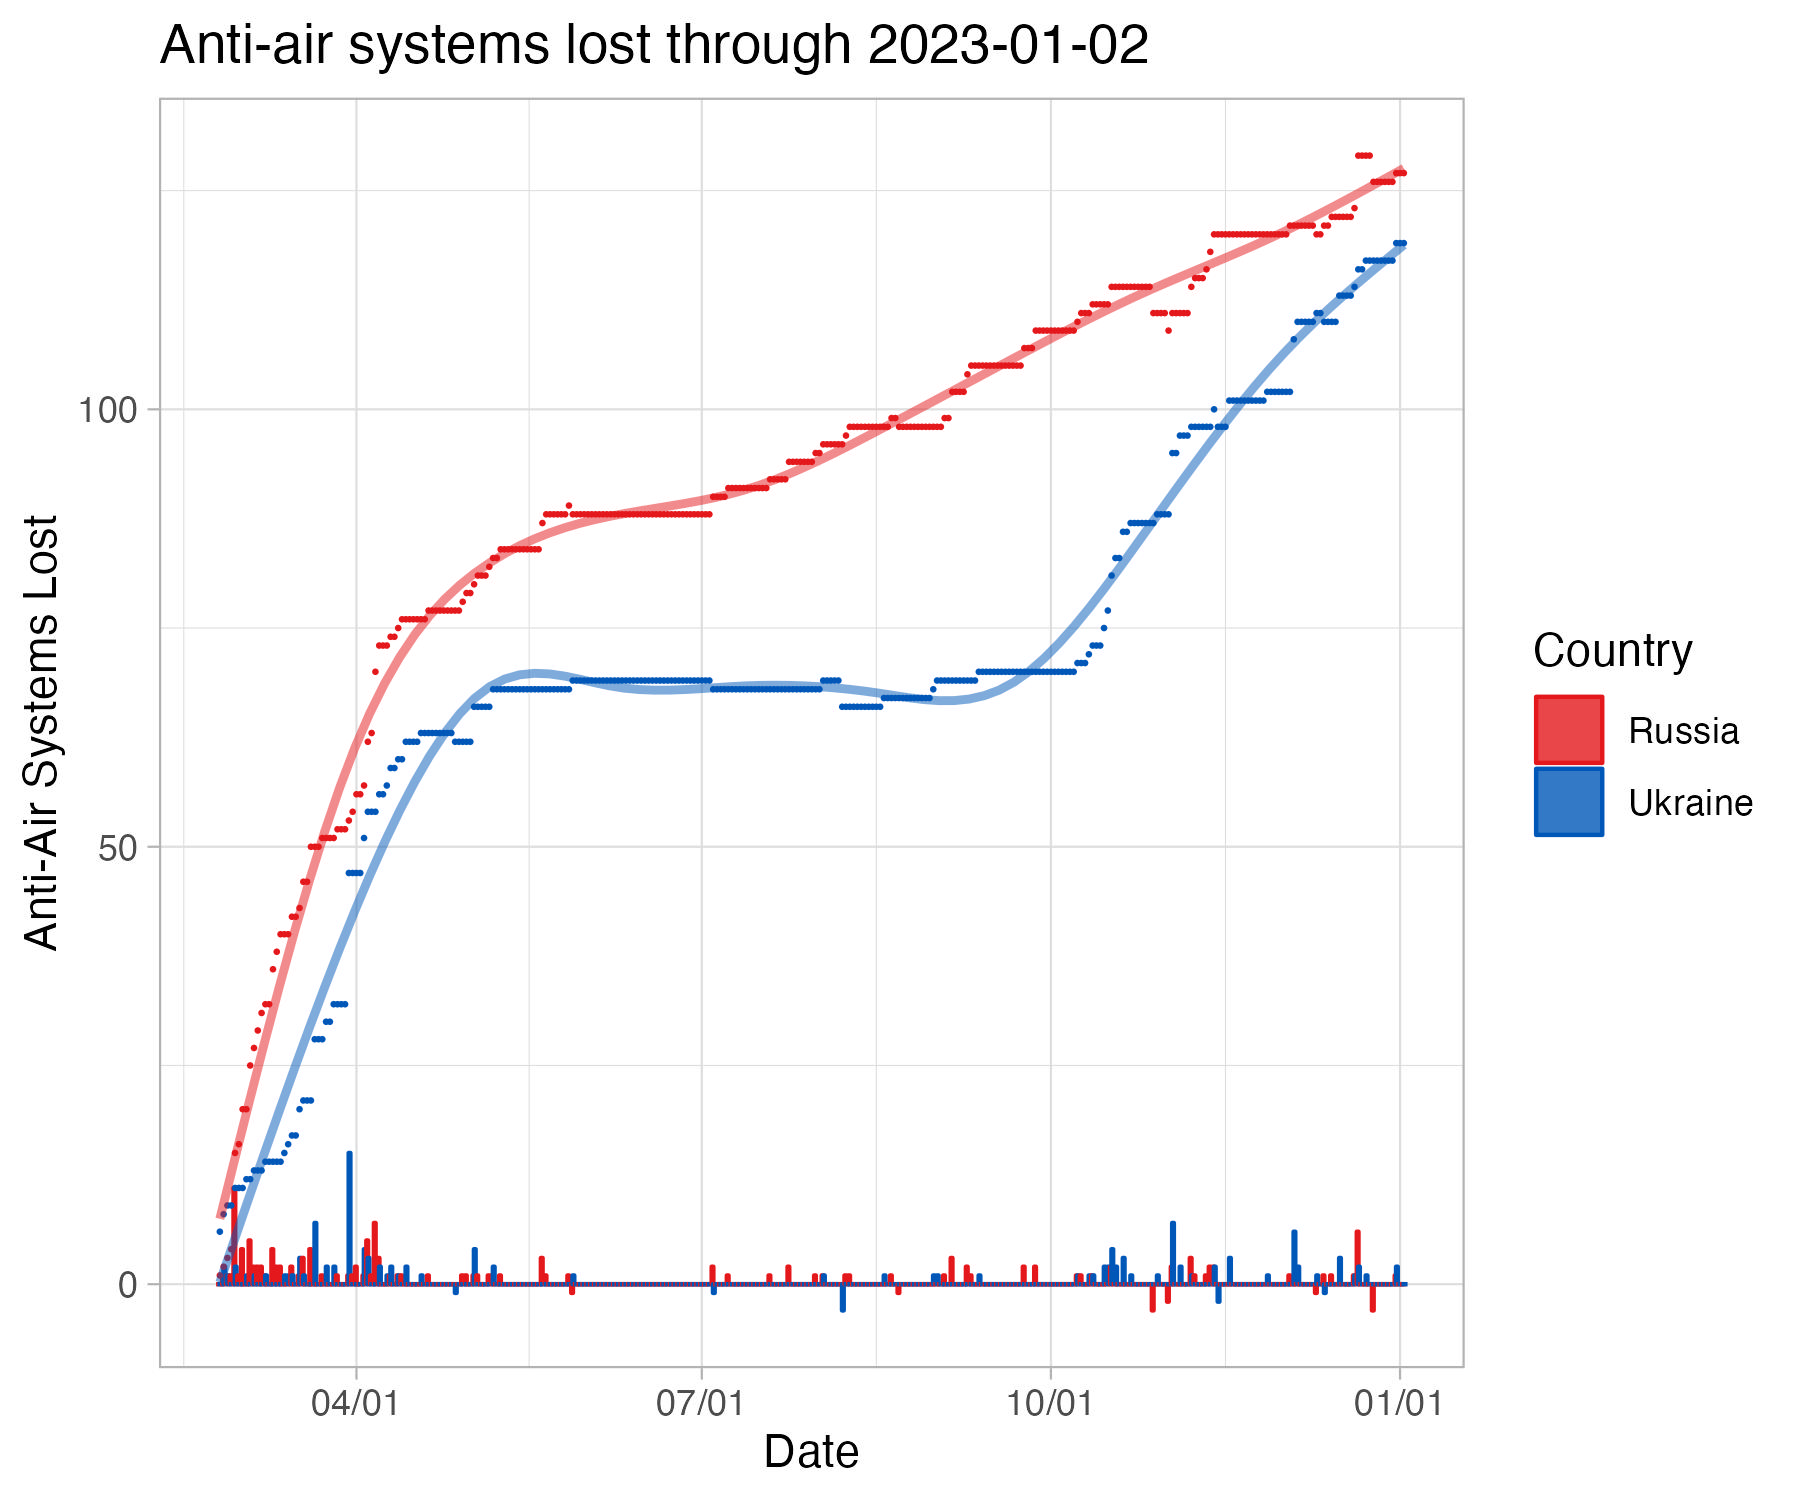 Anti-air systems lost through 2023-01-02
Anti-Air Systems Lost
100
50
0
04/01
07/01
10/01
01/01
Date
Country
Russia
Ukraine